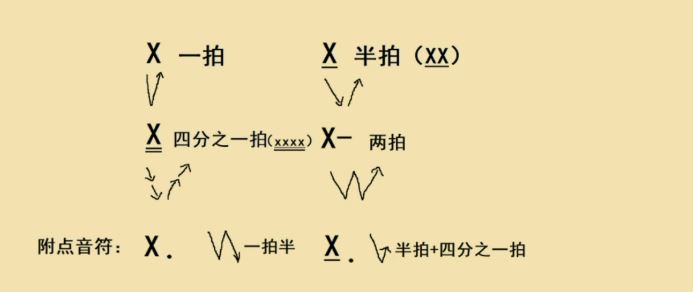 X 一拍 X 半拍（XX）
X 四分之一拍（xxxx） X— 两拍
附点音符： X . 一拍半 X . 半拍+四分之一拍